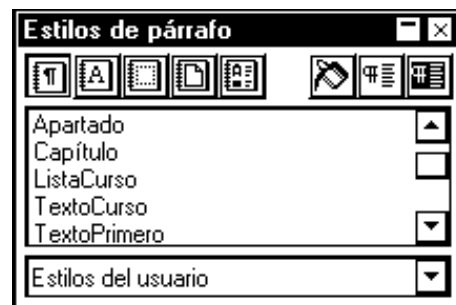 Estilos de párrafo
Apartado
Capítulo
ListaCurso
TextoCurso
TextoPrimero
Estilos del usuario